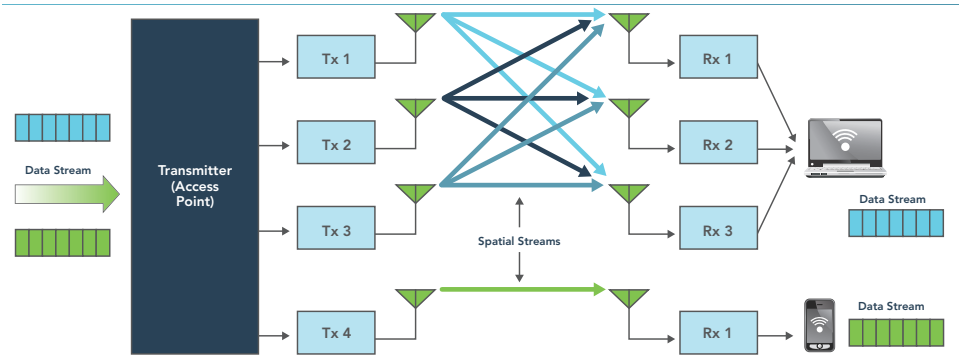 Tx 1
Rx 1
Tx 2
Rx 2
Data Stream
Transmitter
(Access
Point)
Data Stream
Tx 3
Rx 3
Spatial Streams
Data Stream
Tx 4
Rx 1